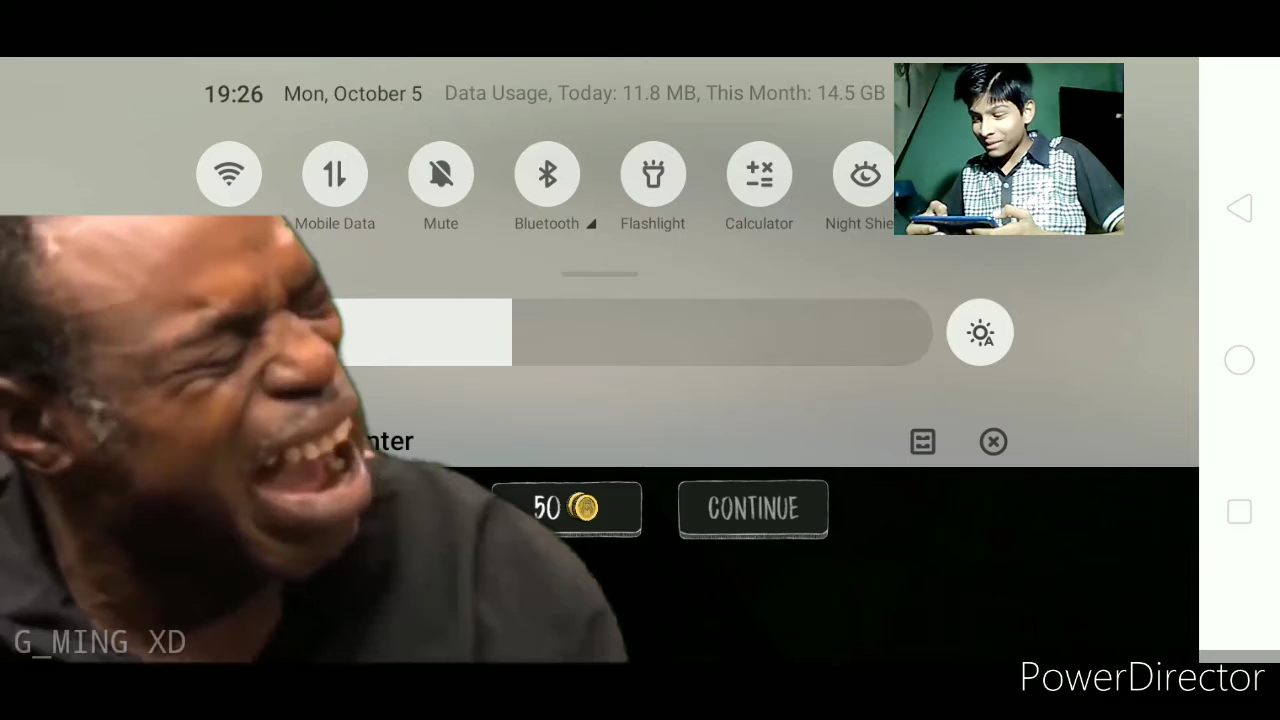 19:26 Mon, October 5 Data Usage, Today: 11.8 MB, This Month: 14.5 GB
Mobile Data Mute Bluetooth Flashlight Calculator Night Shie
nter
50 CONTINUE
G_MING XD
PowerDirector